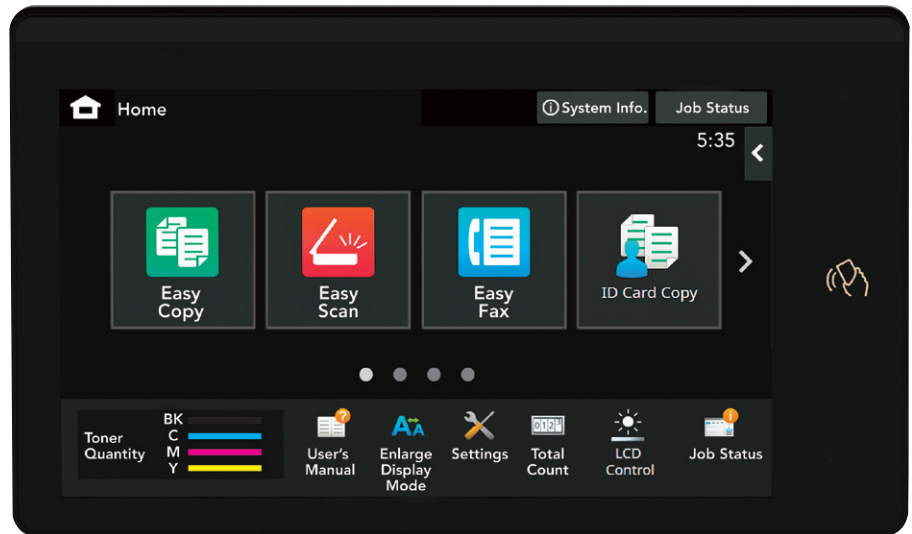 Home
System Info.
Job Status
5:35
Easy
Copy
Easy
Scan
Easy
Fax
ID Card Copy
Toner
Quantity
BK
C
M
Y
User's
Manual
Enlarge
Display
Mode
Settings
0123
Total
Count
LCD
Control
Job Status